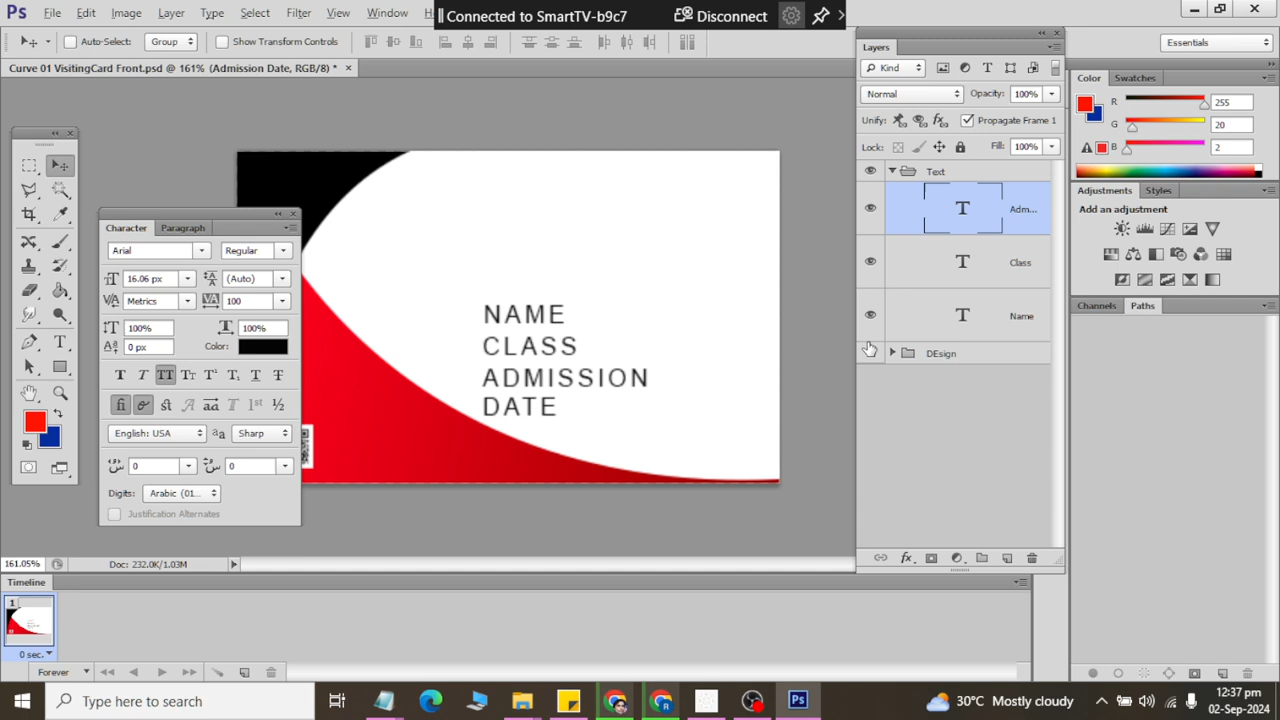 Ps File Edit Image Layer Type Select Filter View Window H
Connected to SmartTV-b9c7 Disconnect
Auto-Select: Group Show Transform Controls
Essentials
Curve 01 VisitingCard Front.psd @ 161% (Admission Date, RGB/8) *
Layers
Kind
Normal Opacity: 100%
Unify: Propagate Frame 1
Lock: Fill: 100%
Text
Adm...
Class
Name
DEsign
Color Swatches
R 255
G 20
B 2
Adjustments Styles
Add an adjustment
Channels Paths
Character Paragraph
Arial Regular
16.06 px (Auto)
Metrics 100
100% 100%
0 px Color:
English: USA Sharp
0 0
Digits: Arabic (01...
Justification Alternates
NAME
CLASS
ADMISSION
DATE
161.05% Doc: 232.0K/1.03M
Timeline
1
0 sec.
Forever
Type here to search
Ps
30°C Mostly cloudy
12:37 pm
02-Sep-2024